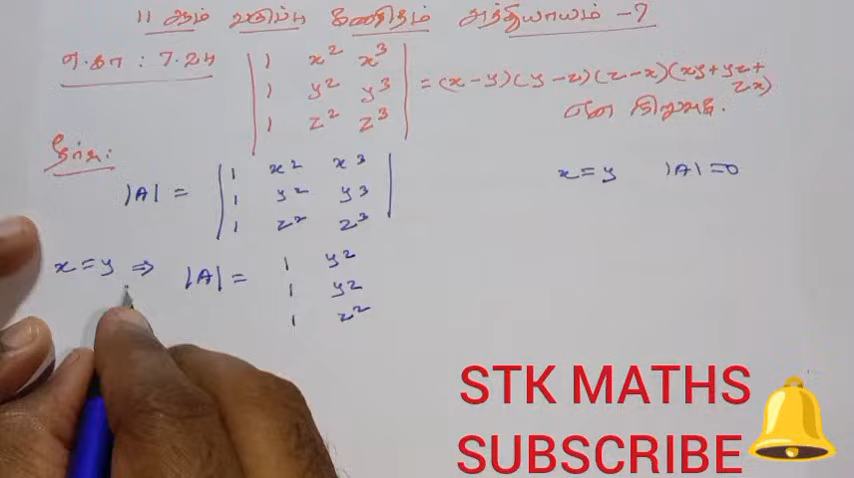 11 ஆம் வகுப்பு கணிதம் அத்தியாயம் -7
எ.கா : 7.24
| 1 x² x³ |
| 1 y² y³ | = (x-y)(y-z)(z-x)(xy+yz+
| 1 z² z³ | zx)
என நிறுவுக.
தீர்வு:
|A| = | 1 x² x³ |
| 1 y² y³ |
| 1 z² z³ |
x=y |A|=0
x=y ⇒ |A| = 1 y²
1 y²
1 z²
STK MATHS
SUBSCRIBE